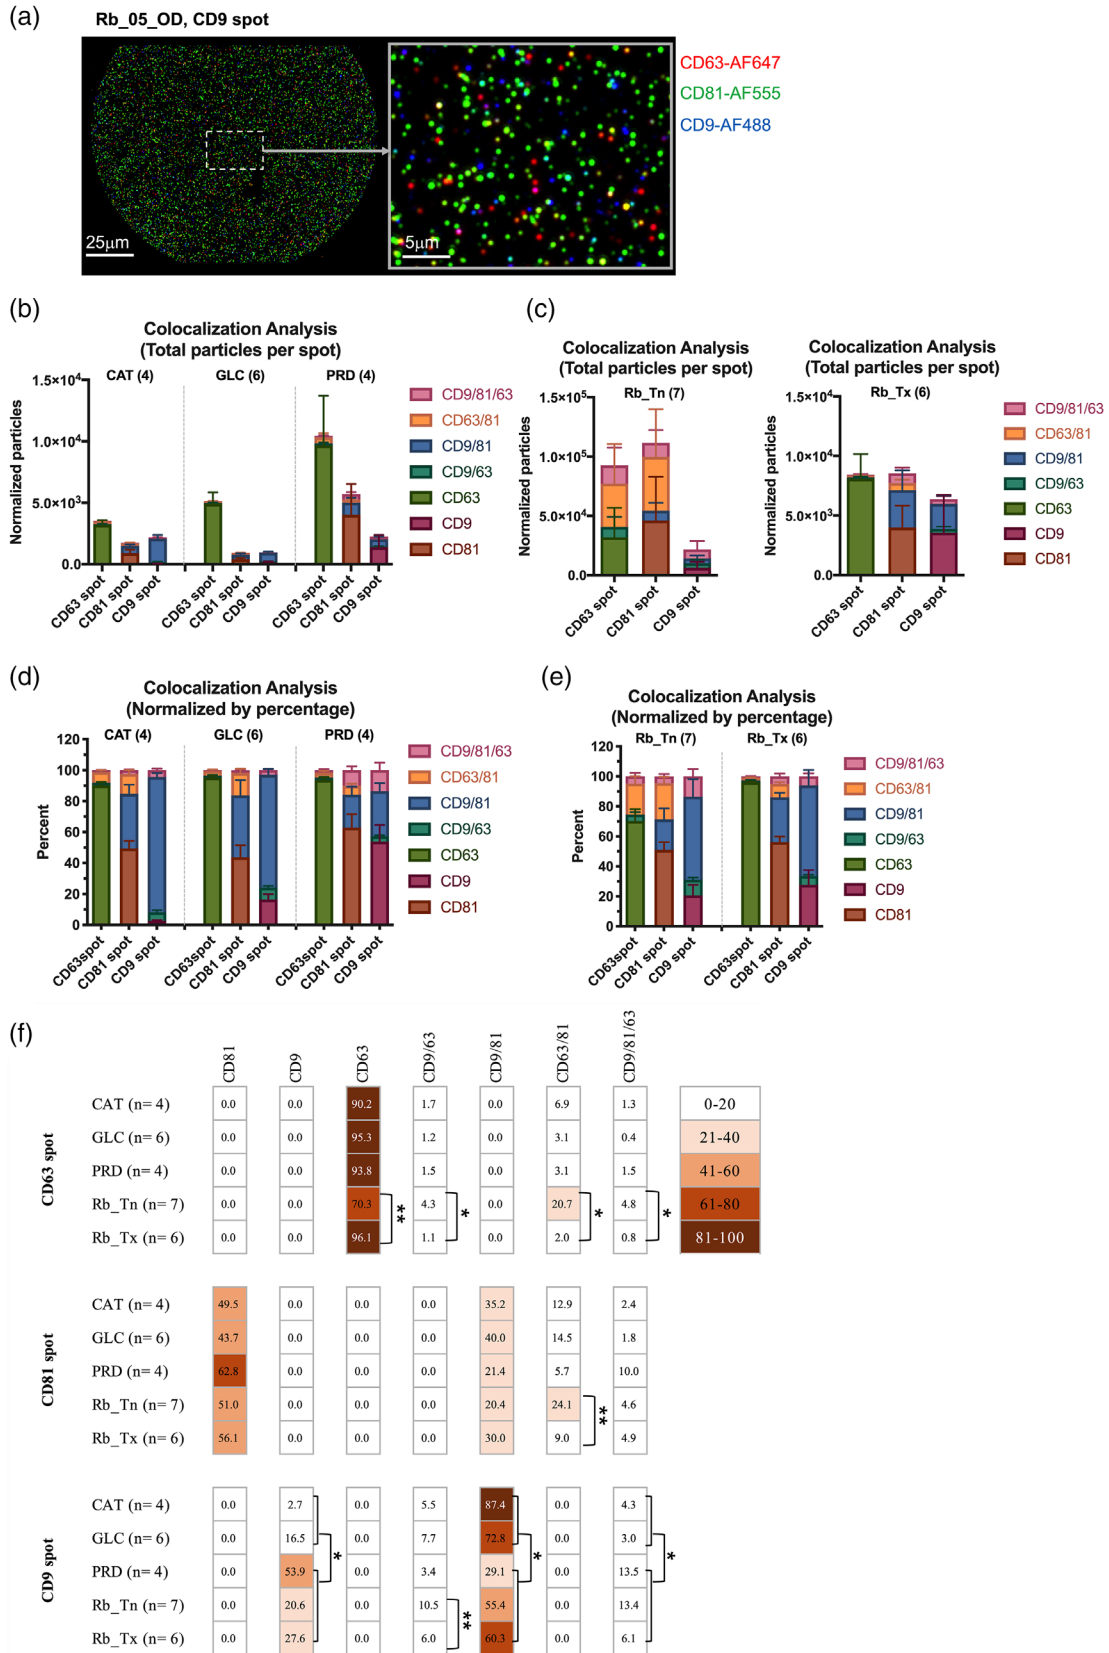 (a)
Rb_05_OD, CD9 spot
CD63-AF647
CD81-AF555
CD9-AF488
25μm
5μm
(b)
Colocalization Analysis
(Total particles per spot)
CAT (4) GLC (6) PRD (4)
Normalized particles
1.5×10⁴
1.0×10⁴
5.0×10³
0.0
CD63 spot
CD81 spot
CD9 spot
CD63 spot
CD81 spot
CD9 spot
CD63 spot
CD81 spot
CD9 spot
CD9/81/63
CD63/81
CD9/81
CD9/63
CD63
CD9
CD81
(c)
Colocalization Analysis
(Total particles per spot)
Rb_Tn (7)
Normalized particles
1.5×10⁵
1.0×10⁵
5.0×10⁴
0.0
CD63 spot
CD81 spot
CD9 spot
Colocalization Analysis
(Total particles per spot)
Rb_Tx (6)
Normalized particles
1.5×10⁴
1.0×10⁴
5.0×10³
0.0
CD63 spot
CD81 spot
CD9 spot
CD9/81/63
CD63/81
CD9/81
CD9/63
CD63
CD9
CD81
(d)
Colocalization Analysis
(Normalized by percentage)
CAT (4) GLC (6) PRD (4)
Percent
120
100
80
60
40
20
0
CD63spot
CD81 spot
CD9 spot
CD63spot
CD81 spot
CD9 spot
CD63spot
CD81 spot
CD9 spot
CD9/81/63
CD63/81
CD9/81
CD9/63
CD63
CD9
CD81
(e)
Colocalization Analysis
(Normalized by percentage)
Rb_Tn (7) Rb_Tx (6)
Percent
120
100
80
60
40
20
0
CD63spot
CD81 spot
CD9 spot
CD63spot
CD81 spot
CD9 spot
CD9/81/63
CD63/81
CD9/81
CD9/63
CD63
CD9
CD81
(f)
CD81 CD9 CD63 CD9/63 CD9/81 CD63/81 CD9/81/63
CD63 spot
CAT (n= 4) 0.0 0.0 90.2 1.7 0.0 6.9 1.3 0-20
GLC (n= 6) 0.0 0.0 95.3 1.2 0.0 3.1 0.4 21-40
PRD (n= 4) 0.0 0.0 93.8 1.5 0.0 3.1 1.5 41-60
Rb_Tn (n= 7) 0.0 0.0 70.3 4.3 0.0 20.7 4.8 61-80
Rb_Tx (n= 6) 0.0 0.0 96.1 1.1 0.0 2.0 0.8 81-100
** * * *
CD81 spot
CAT (n= 4) 49.5 0.0 0.0 0.0 35.2 12.9 2.4
GLC (n= 6) 43.7 0.0 0.0 0.0 40.0 14.5 1.8
PRD (n= 4) 62.8 0.0 0.0 0.0 21.4 5.7 10.0
Rb_Tn (n= 7) 51.0 0.0 0.0 0.0 20.4 24.1 4.6
Rb_Tx (n= 6) 56.1 0.0 0.0 0.0 30.0 9.0 4.9
**
CD9 spot
CAT (n= 4) 0.0 2.7 0.0 5.5 87.4 0.0 4.3
GLC (n= 6) 0.0 16.5 0.0 7.7 72.8 0.0 3.0
PRD (n= 4) 0.0 53.9 0.0 3.4 29.1 0.0 13.5
Rb_Tn (n= 7) 0.0 20.6 0.0 10.5 55.4 0.0 13.4
Rb_Tx (n= 6) 0.0 27.6 0.0 6.0 60.3 0.0 6.1
* ** * *